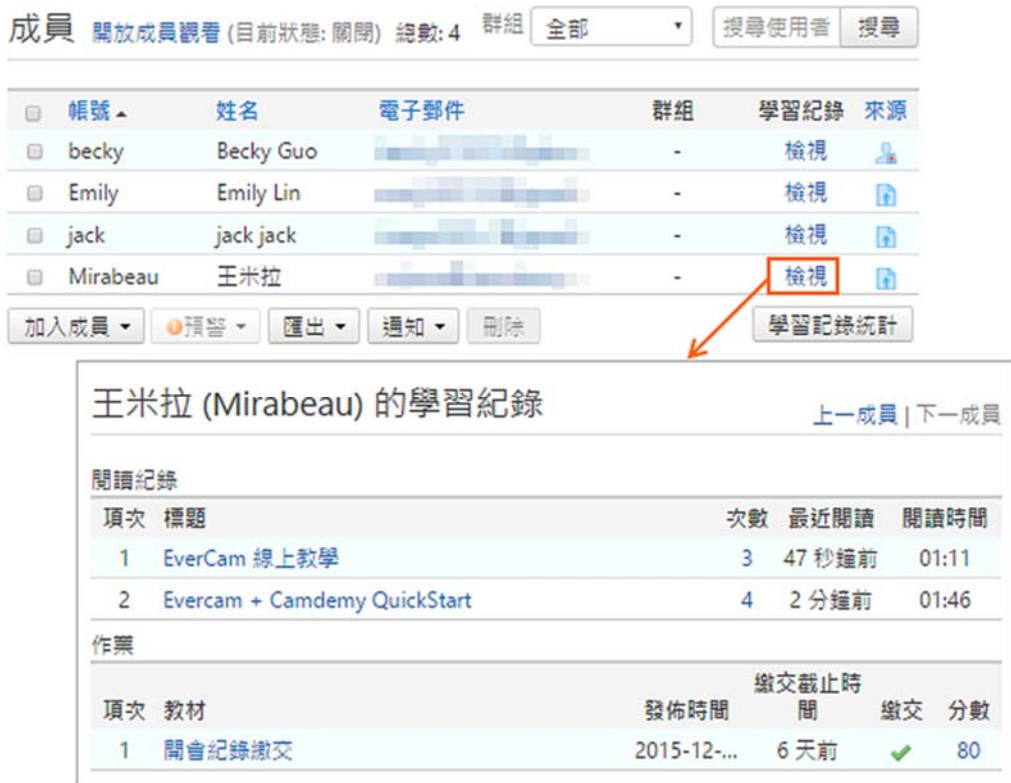 成員 開放成員觀看 (目前狀態: 關閉) 總數: 4 群組 全部 搜尋使用者 搜尋
帳號 姓名 電子郵件 群組 學習紀錄 來源
becky Becky Guo - 檢視
Emily Emily Lin - 檢視
jack jack jack - 檢視
Mirabeau 王米拉 - 檢視
加入成員 預警 匯出 通知 刪除 學習記錄統計
王米拉 (Mirabeau) 的學習紀錄 上一成員 | 下一成員
閱讀紀錄
項次 標題 次數 最近閱讀 閱讀時間
1 EverCam 線上教學 3 47 秒鐘前 01:11
2 Evercam + Camdemy QuickStart 4 2 分鐘前 01:46
作業
項次 教材 發佈時間 繳交截止時間 繳交 分數
1 開會紀錄繳交 2015-12-... 6 天前 80